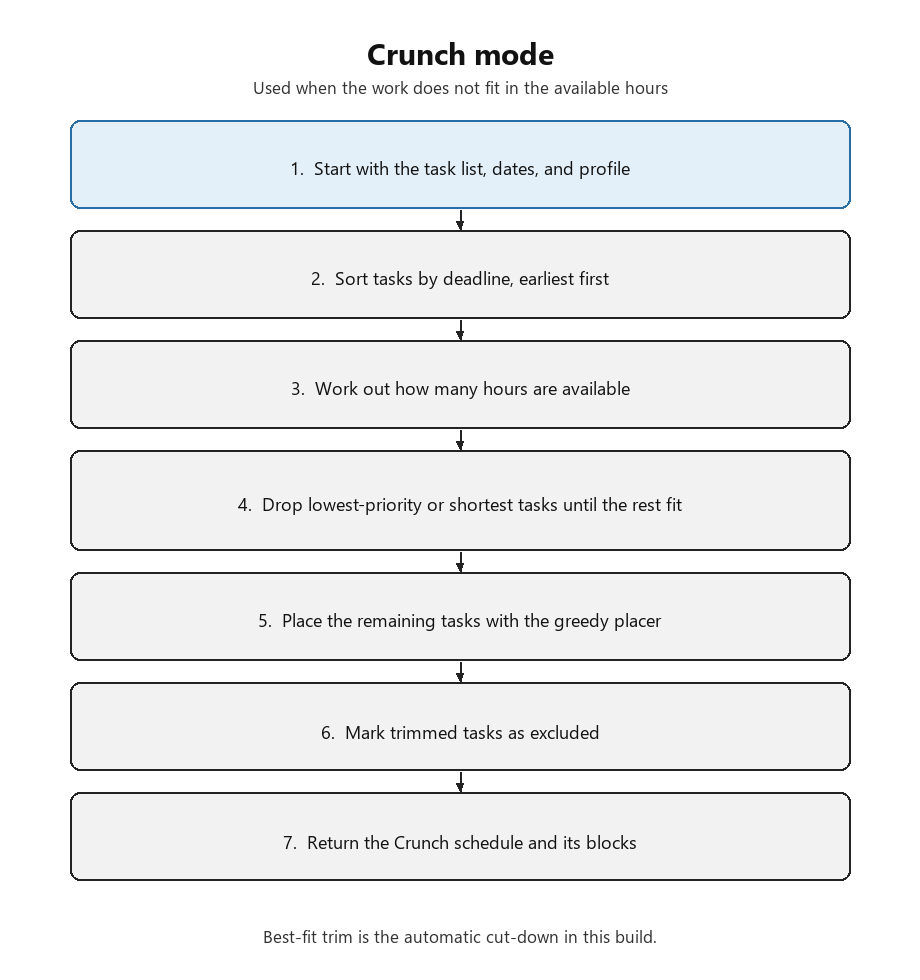 Crunch mode
Used when the work does not fit in the available hours
1. Start with the task list, dates, and profile
2. Sort tasks by deadline, earliest first
3. Work out how many hours are available
4. Drop lowest-priority or shortest tasks until the rest fit
5. Place the remaining tasks with the greedy placer
6. Mark trimmed tasks as excluded
7. Return the Crunch schedule and its blocks
Best-fit trim is the automatic cut-down in this build.